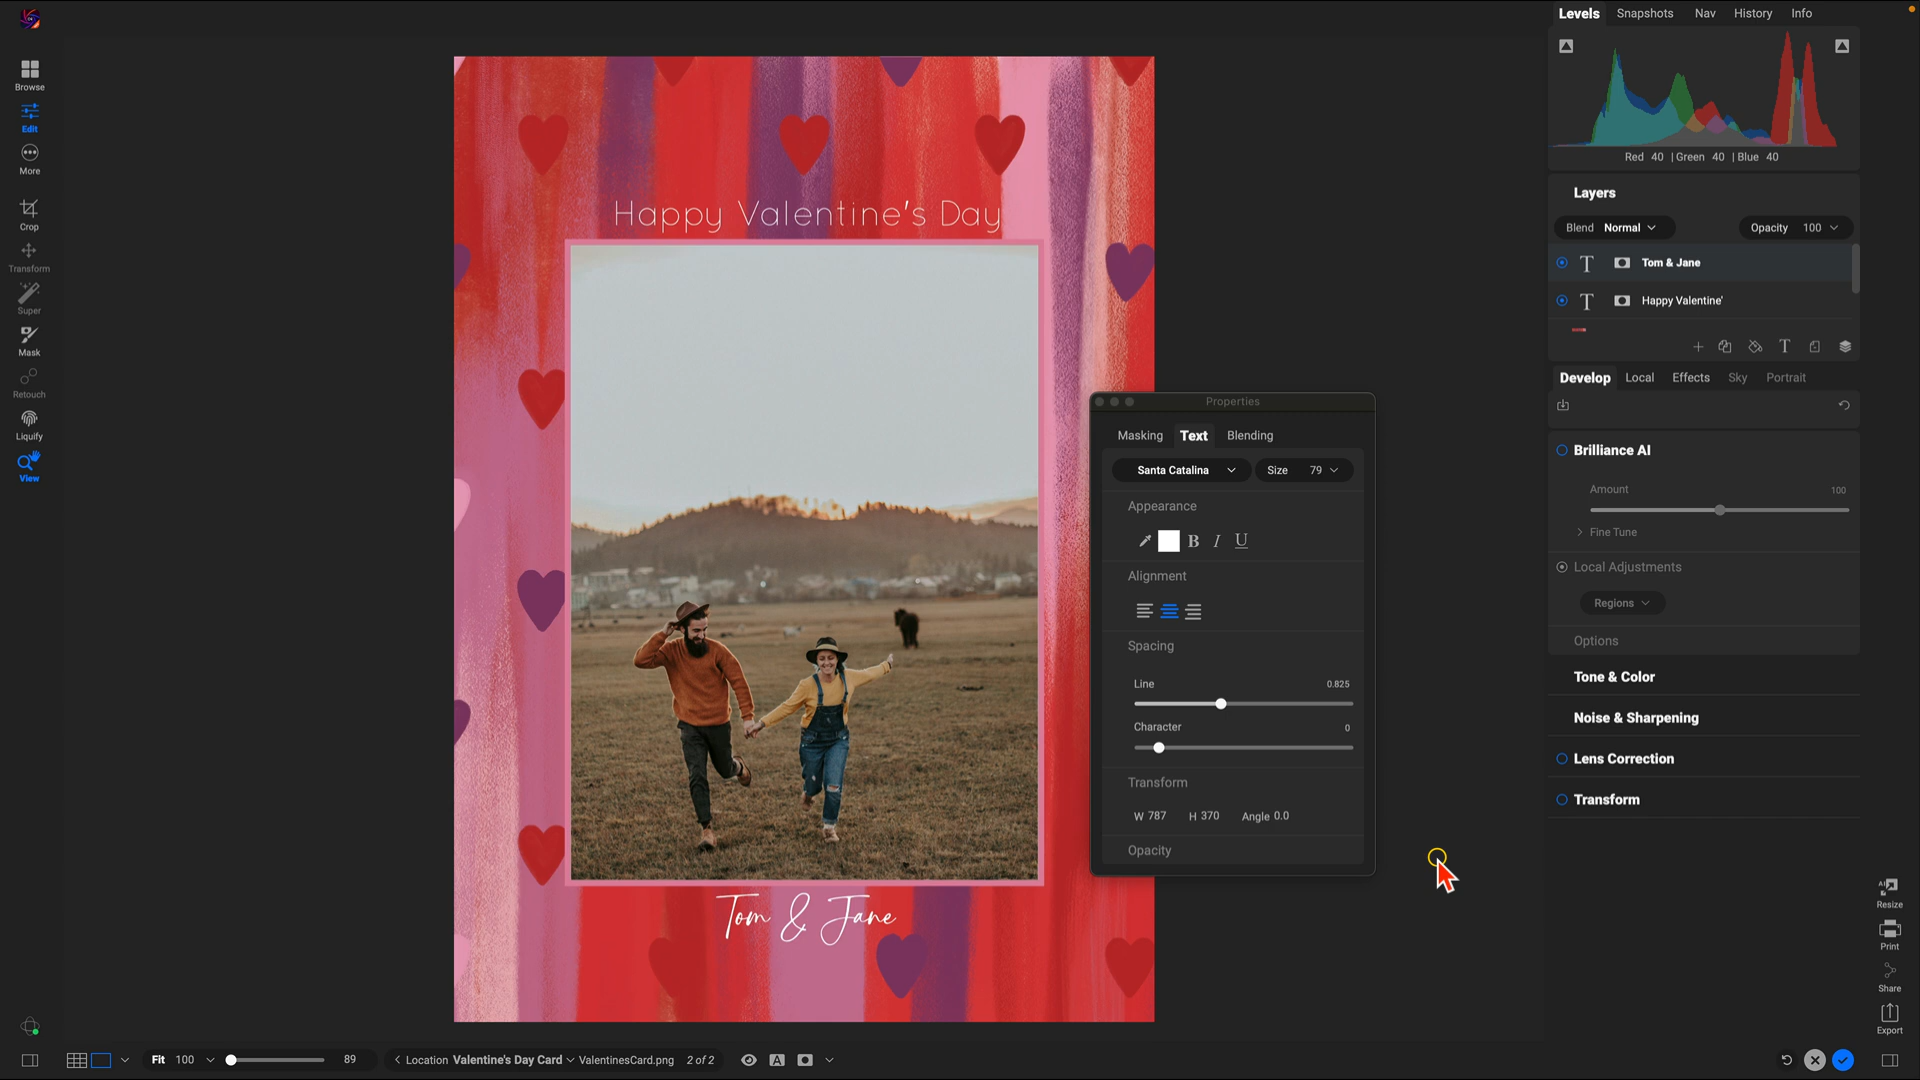 Levels Snapshots Nav History Info
Browse
Edit
More
Crop
Transform
Super
Mask
Retouch
Liquify
View
Happy Valentine's Day
Tom & Jane
Red 40 | Green 40 | Blue 40
Layers
Blend Normal Opacity 100
T Tom & Jane
T Happy Valentine'
T
Develop Local Effects Sky Portrait
Brilliance AI
Amount 100
Fine Tune
Local Adjustments
Regions
Options
Tone & Color
Noise & Sharpening
Lens Correction
Transform
Properties
Masking Text Blending
Santa Catalina Size 79
Appearance
B I U
Alignment
Spacing
Line 0.825
Character 0
Transform
W 787 H 370 Angle 0.0
Opacity
AI
Resize
Print
Share
Export
Fit 100 89 < Location Valentine's Day Card ValentinesCard.png 2 of 2 A